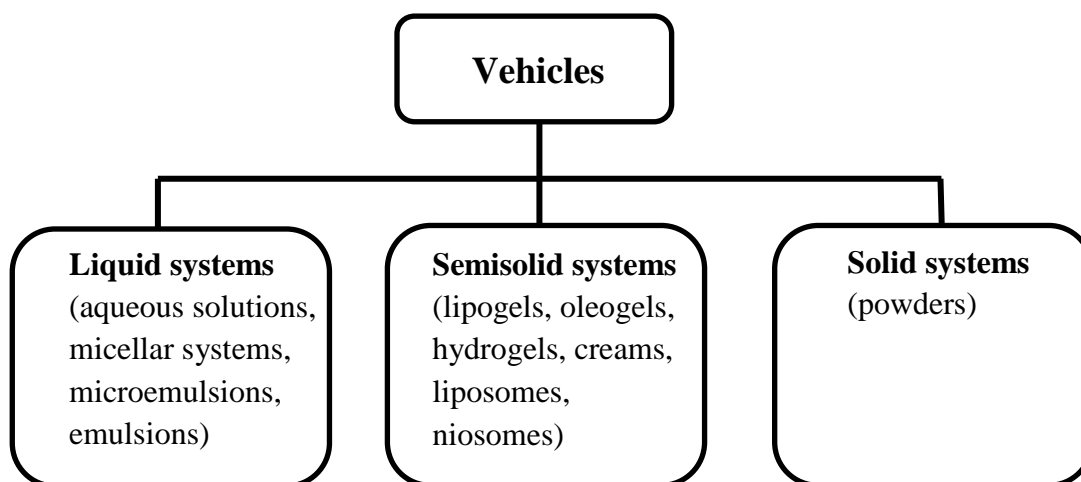 Vehicles
Liquid systems
(aqueous solutions,
micellar systems,
microemulsions,
emulsions)
Semisolid systems
(lipogels, oleogels,
hydrogels, creams,
liposomes,
niosomes)
Solid systems
(powders)